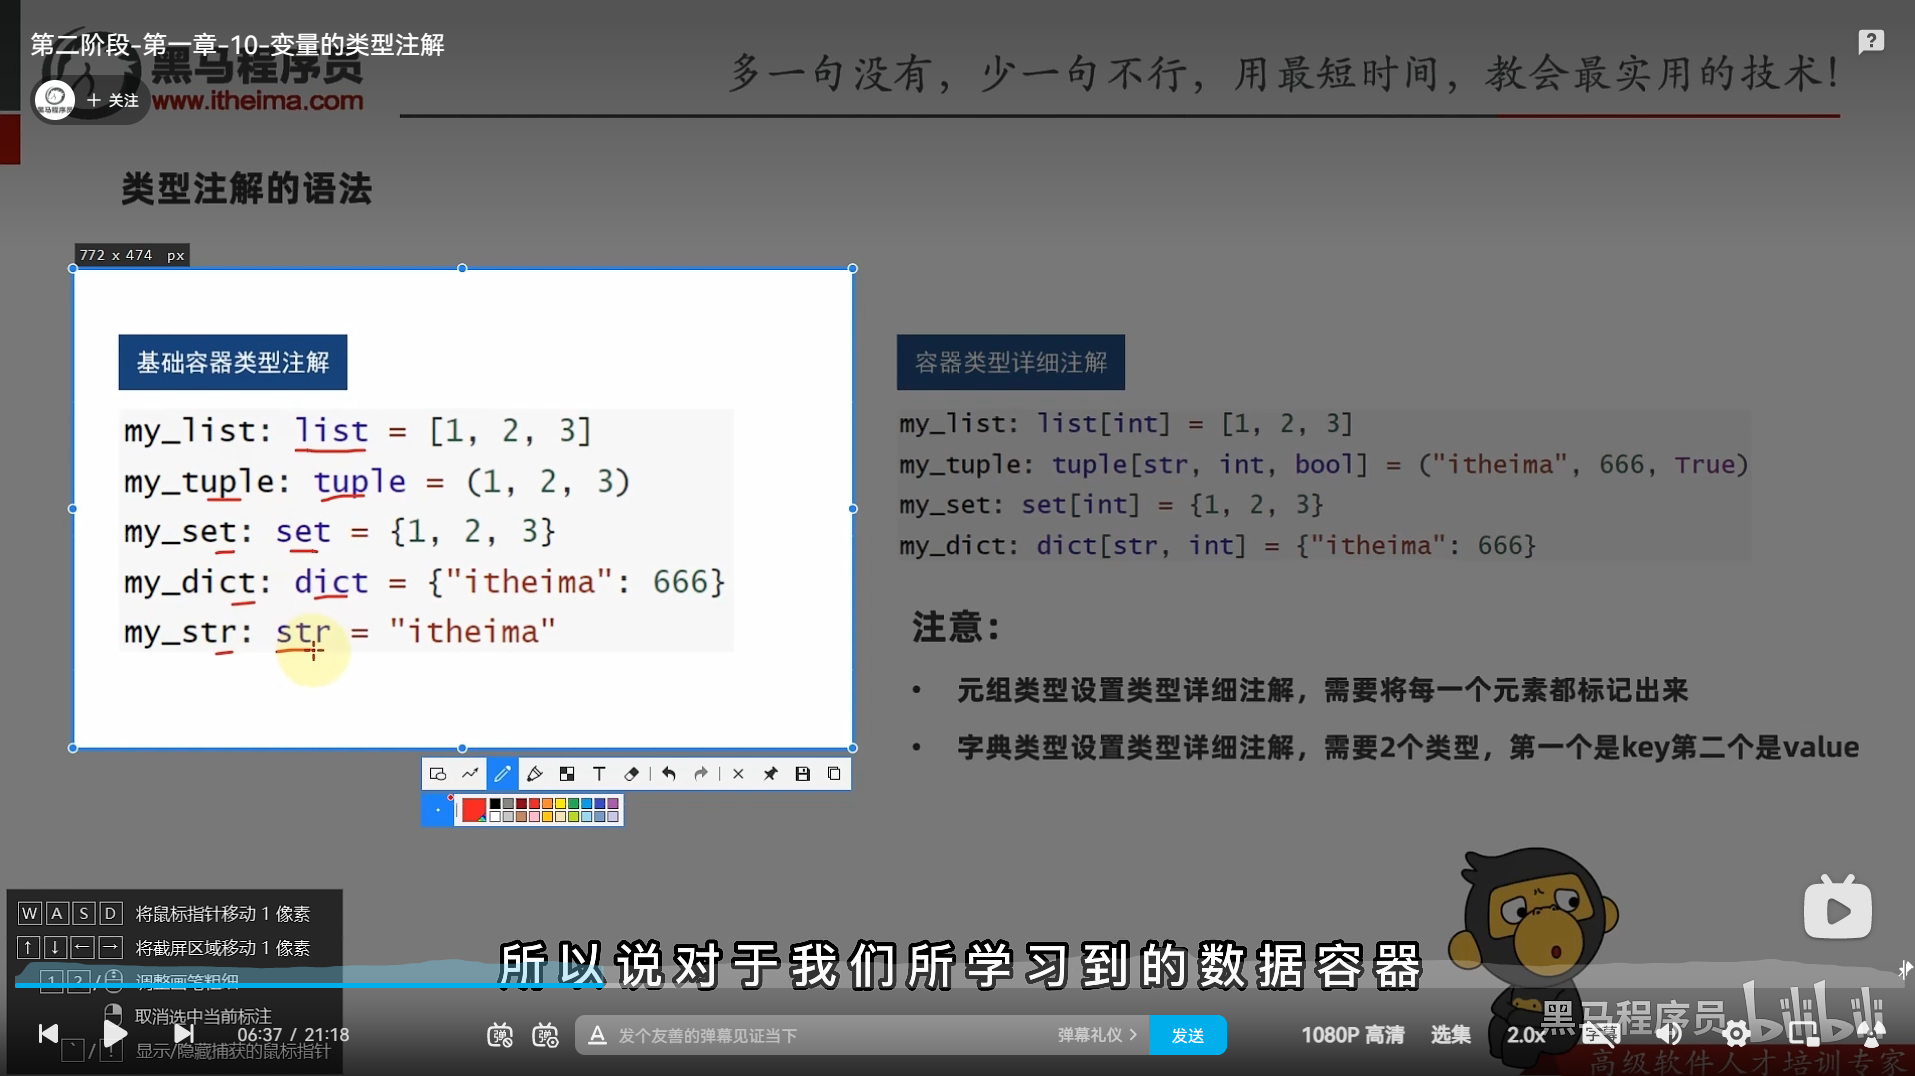 第二阶段-第一章-10-变量的类型注解
黑马程序员
www.itheima.com
+ 关注
多一句没有，少一句不行，用最短时间，教会最实用的技术！
类型注解的语法
772 x 474 px
基础容器类型注解
my_list: list = [1, 2, 3]
my_tuple: tuple = (1, 2, 3)
my_set: set = {1, 2, 3}
my_dict: dict = {"itheima": 666}
my_str: str = "itheima"
容器类型详细注解
my_list: list[int] = [1, 2, 3]
my_tuple: tuple[str, int, bool] = ("itheima", 666, True)
my_set: set[int] = {1, 2, 3}
my_dict: dict[str, int] = {"itheima": 666}
注意：
• 元组类型设置类型详细注解，需要将每一个元素都标记出来
• 字典类型设置类型详细注解，需要2个类型，第一个是key第二个是value
W A S D 将鼠标指针移动 1 像素
↑ ↓ ← → 将截屏区域移动 1 像素
1 2 / 调整画笔粗细
取消选中当前标注
` / ! 显示/隐藏捕获的鼠标指针
所以说对于我们所学习到的数据容器
06:37 / 21:18
弹
弹
发个友善的弹幕见证当下
弹幕礼仪 >
发送
1080P 高清
选集
2.0x
字幕
黑马程序员 bilibili
高级软件人才培训专家